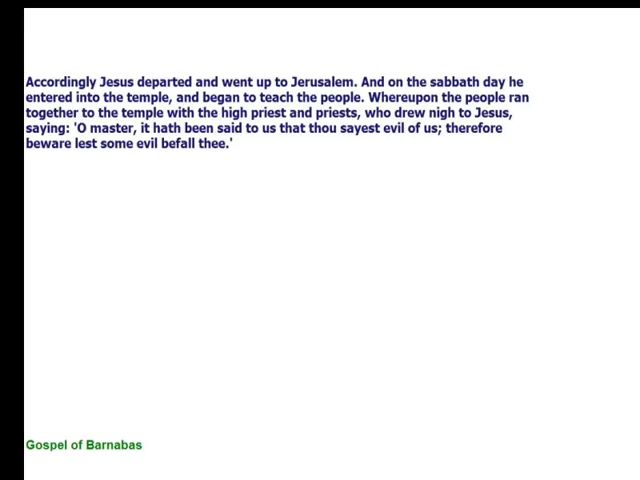 Accordingly Jesus departed and went up to Jerusalem. And on the sabbath day he
entered into the temple, and began to teach the people. Whereupon the people ran
together to the temple with the high priest and priests, who drew nigh to Jesus,
saying: 'O master, it hath been said to us that thou sayest evil of us; therefore
beware lest some evil befall thee.'
Gospel of Barnabas